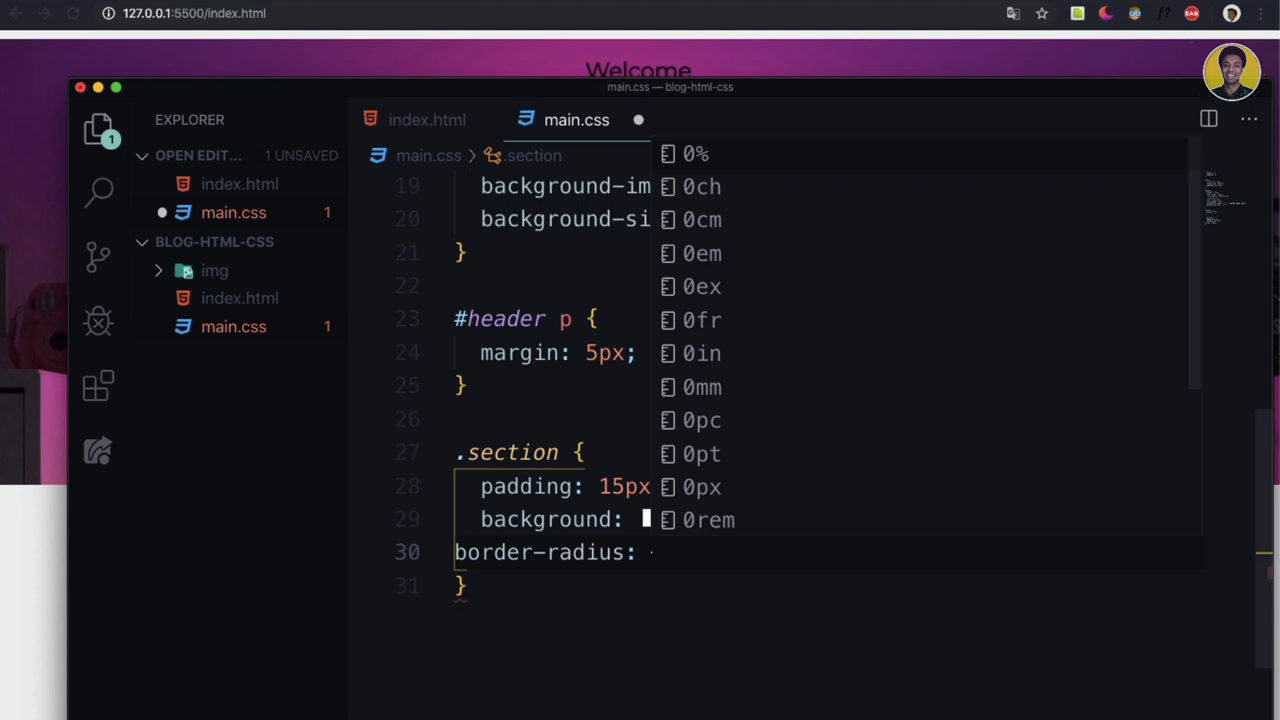 127.0.0.1:5500/index.html
Welcome
main.css — blog-html-css
EXPLORER
index.html
main.css
OPEN EDIT... 1 UNSAVED
main.css > .section
index.html
main.css 1
BLOG-HTML-CSS
img
index.html
main.css 1
1
19 background-im
20 background-si
21 }
22
23 #header p {
24 margin: 5px;
25 }
26
27 .section {
28 padding: 15px
29 background:
30 border-radius:
31 }
0%
0ch
0cm
0em
0ex
0fr
0in
0mm
0pc
0pt
0px
0rem
f?